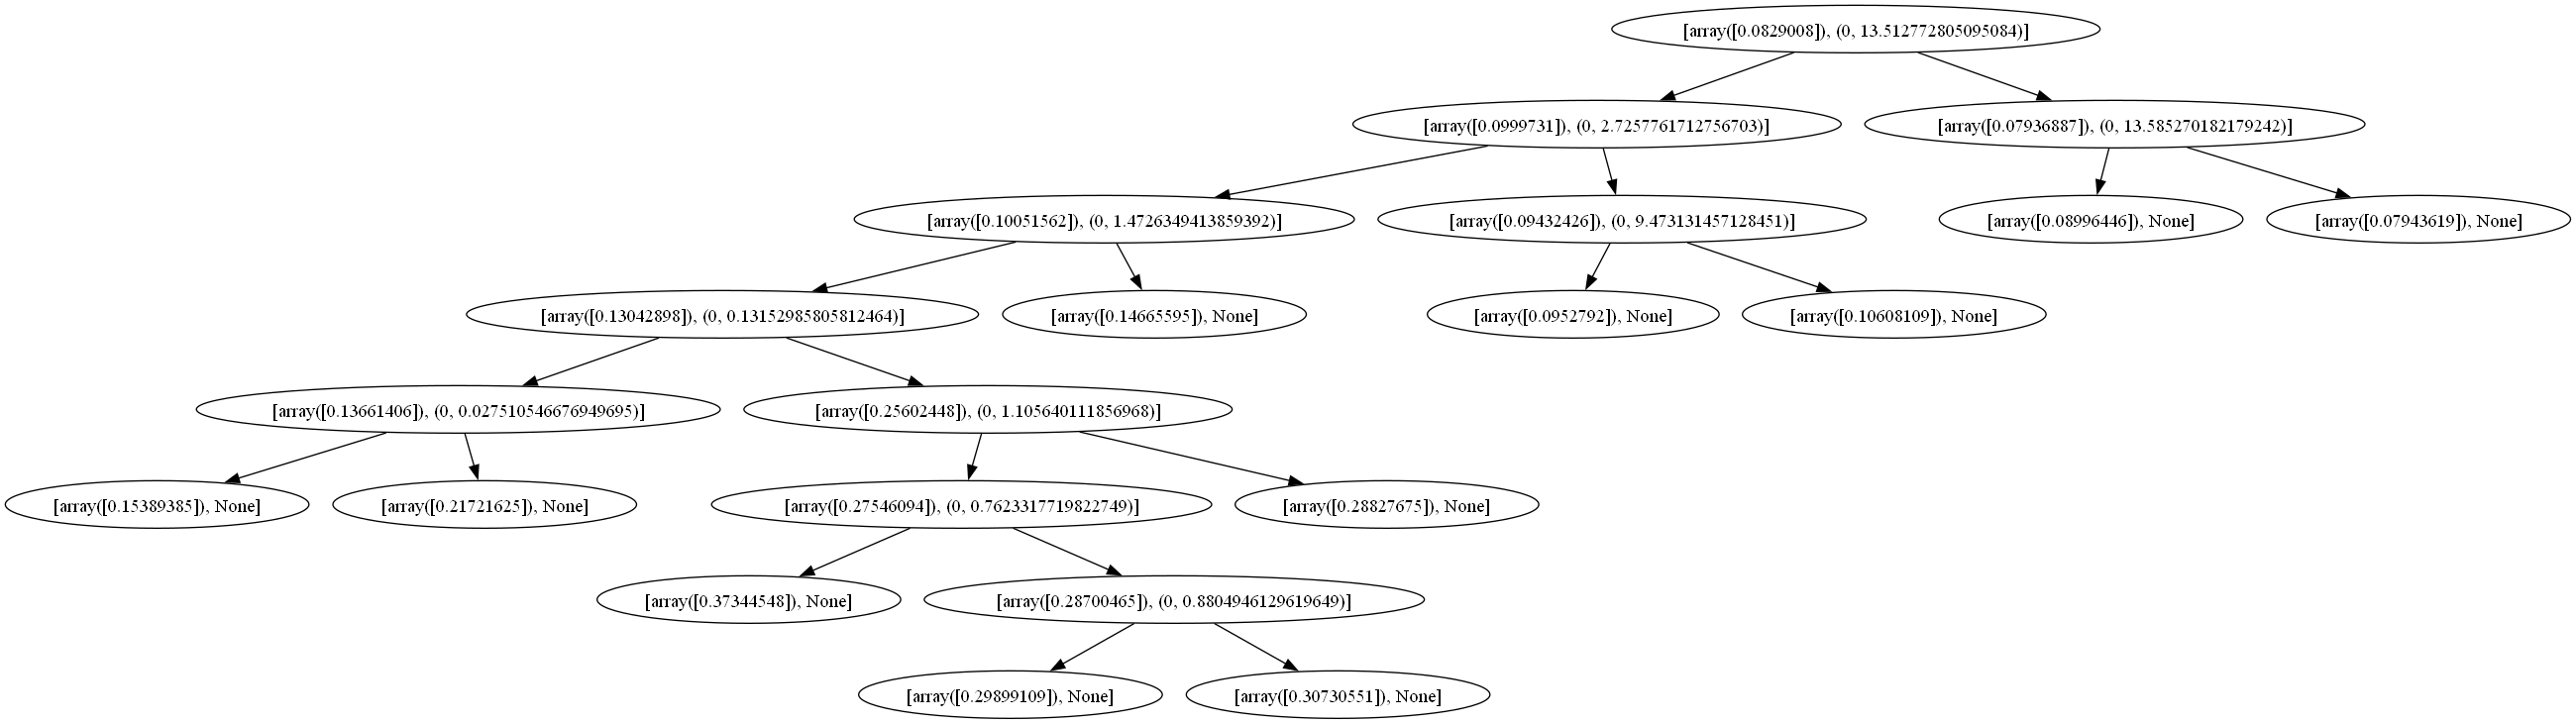 [array([0.0829008]), (0, 13.512772805095084)]
[array([0.0999731]), (0, 2.7257761712756703)]
[array([0.07936887]), (0, 13.585270182179242)]
[array([0.10051562]), (0, 1.4726349413859392)]
[array([0.09432426]), (0, 9.473131457128451)]
[array([0.08996446]), None]
[array([0.07943619]), None]
[array([0.13042898]), (0, 0.13152985805812464)]
[array([0.14665595]), None]
[array([0.0952792]), None]
[array([0.10608109]), None]
[array([0.13661406]), (0, 0.027510546676949695)]
[array([0.25602448]), (0, 1.105640111856968)]
[array([0.15389385]), None]
[array([0.21721625]), None]
[array([0.27546094]), (0, 0.7623317719822749)]
[array([0.28827675]), None]
[array([0.37344548]), None]
[array([0.28700465]), (0, 0.8804946129619649)]
[array([0.29899109]), None]
[array([0.30730551]), None]